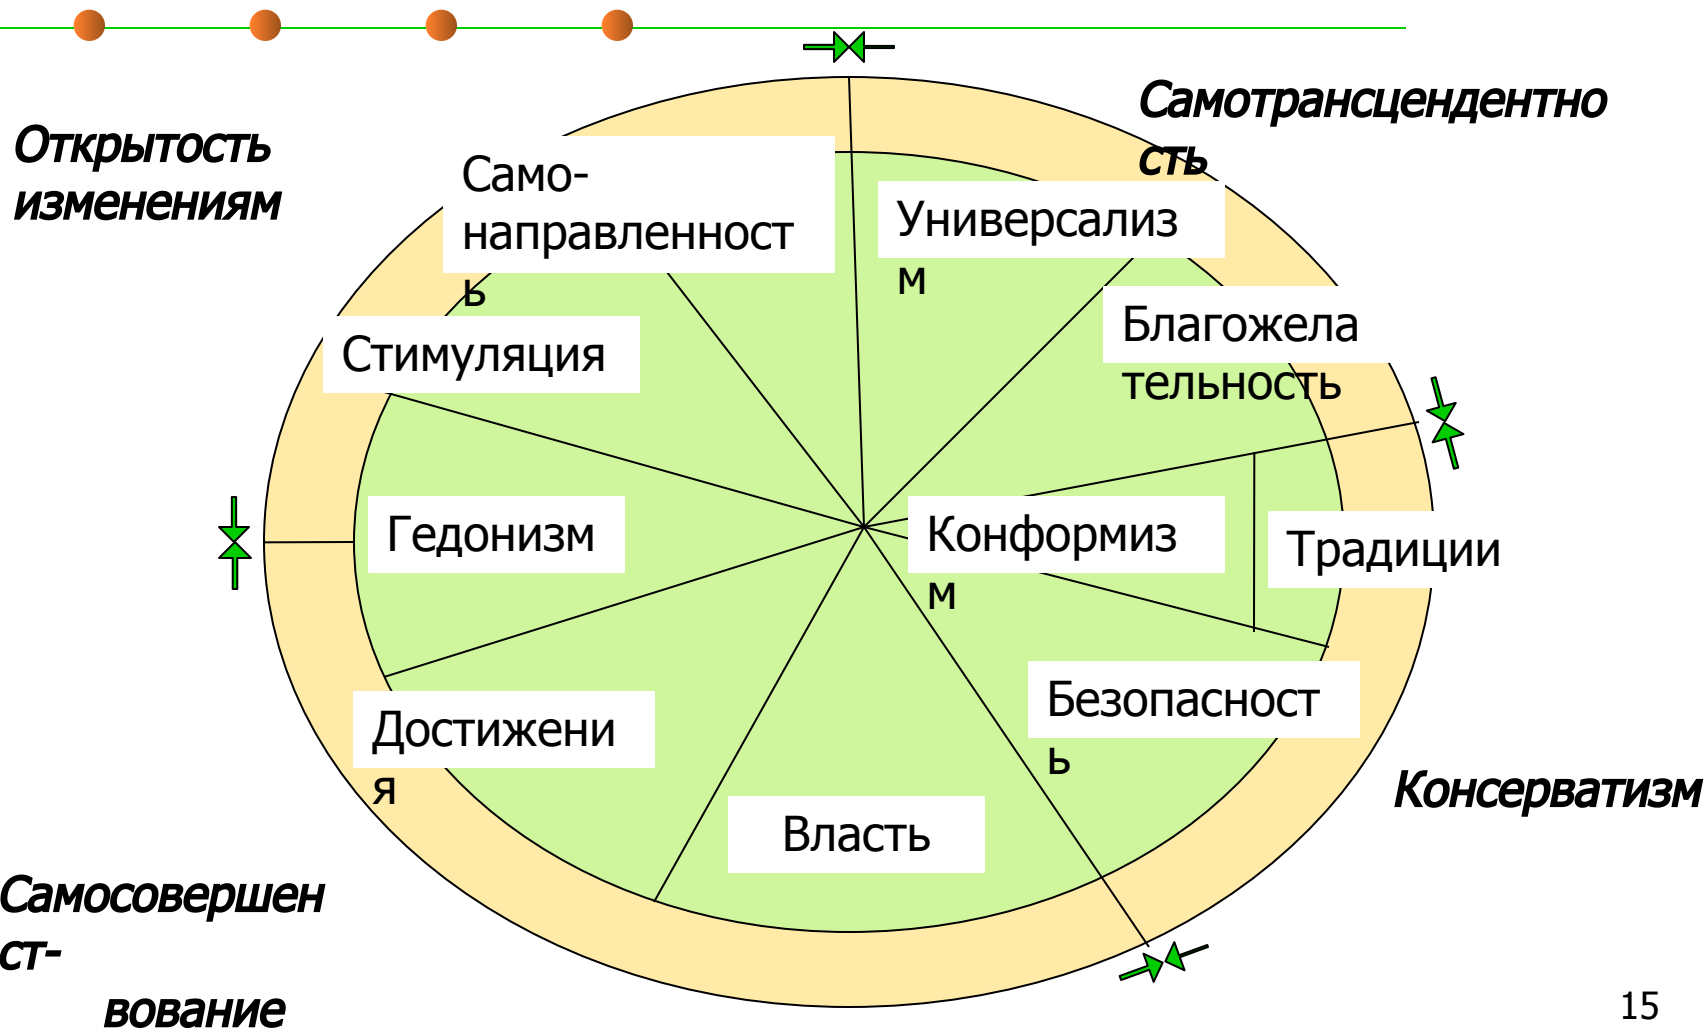 Самотрансцендентно
сть
Открытость
изменениям
Само-
направленност
ь
Универсализ
м
Благожела
тельность
Стимуляция
Гедонизм
Конформиз
м
Традиции
Достижени
я
Безопасност
ь
Власть
Консерватизм
Самосовершен
ст-
вование
15